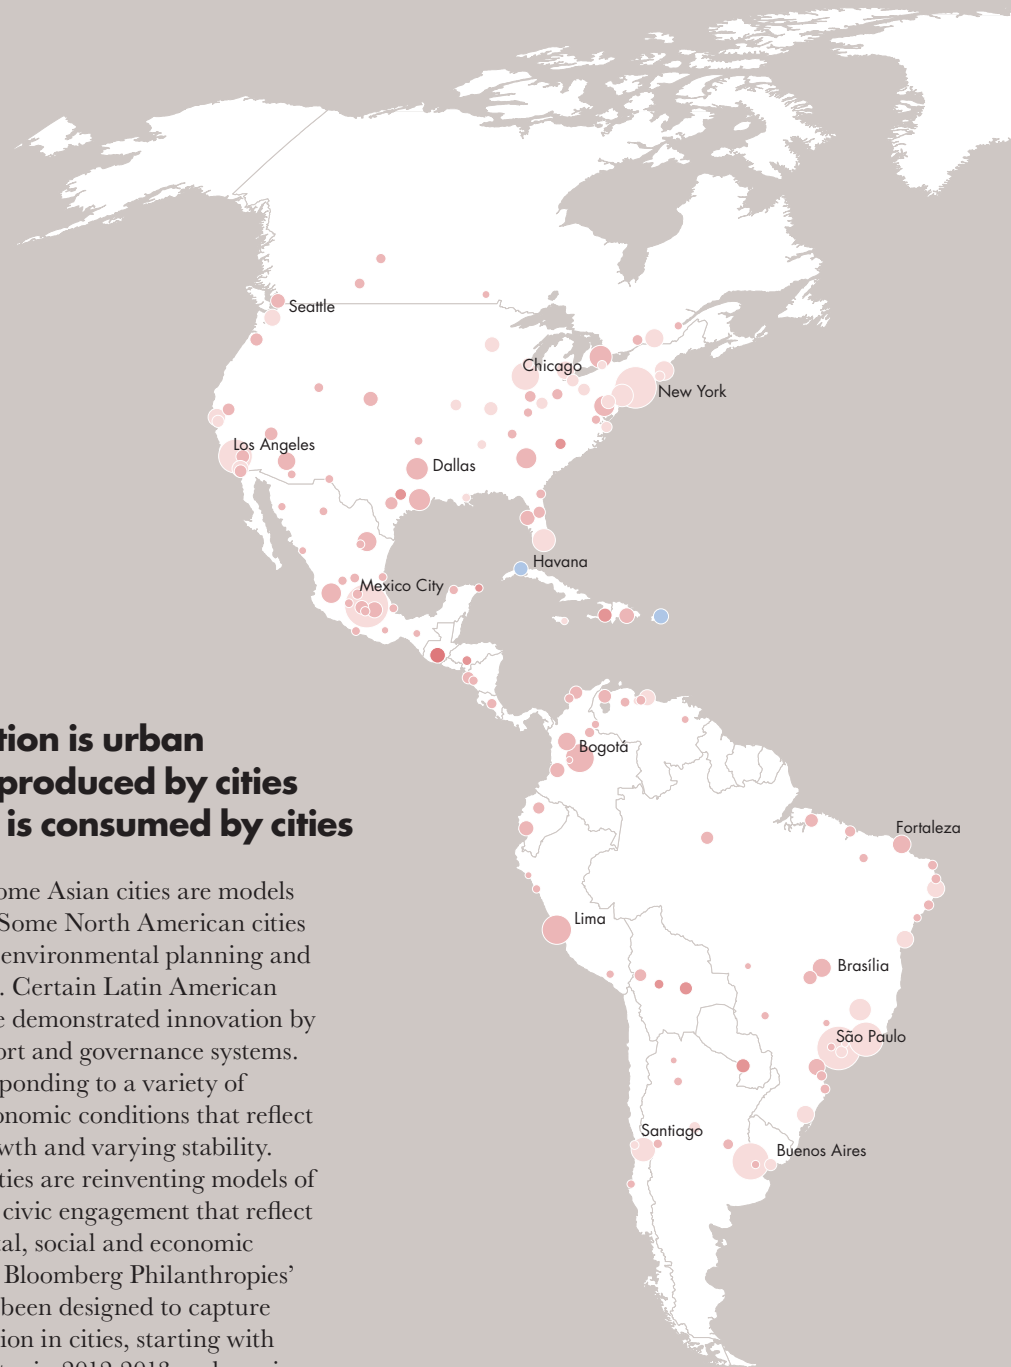 Seattle
Chicago
New York
Los Angeles
Dallas
Havana
Mexico City
tion is urban
produced by cities
is consumed by cities
Bogotá
Fortaleza
ome Asian cities are models
Some North American cities
environmental planning and
. Certain Latin American
e demonstrated innovation by
ort and governance systems.
ponding to a variety of
onomic conditions that reflect
wth and varying stability.
ties are reinventing models of
civic engagement that reflect
tal, social and economic
Bloomberg Philanthropies’
been designed to capture
tion in cities, starting with
Lima
Brasília
São Paulo
Santiago
Buenos Aires